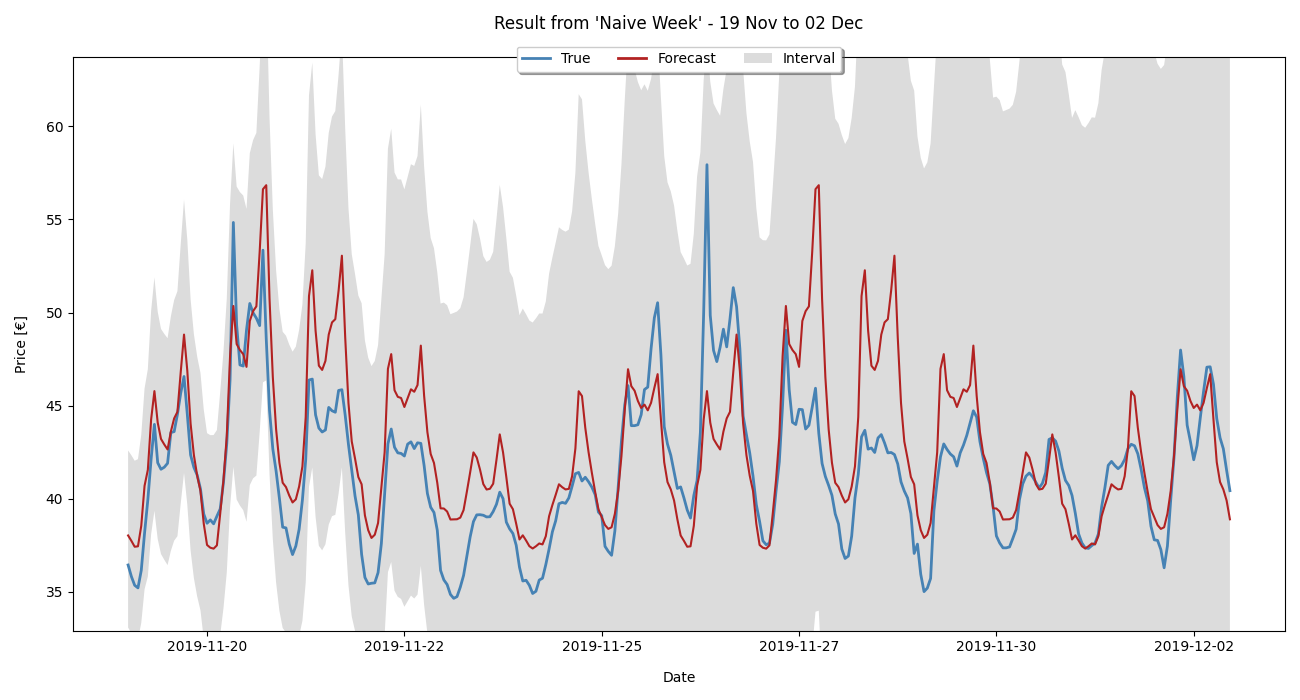 Result from 'Naive Week' - 19 Nov to 02 Dec
True Forecast Interval
Price [€]
60
55
50
45
40
35
2019-11-20 2019-11-22 2019-11-25 2019-11-27 2019-11-30 2019-12-02
Date